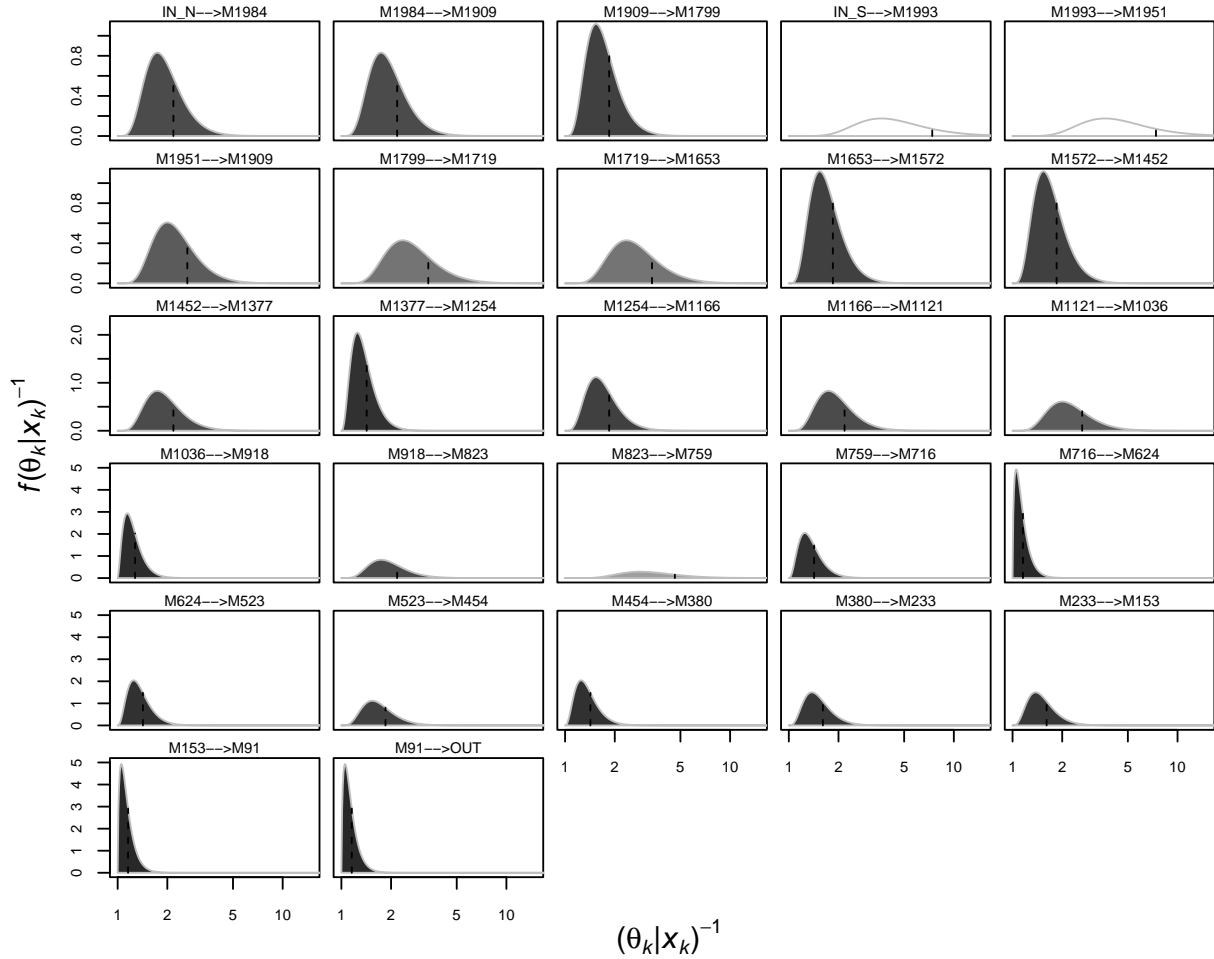 IN_N−−>M1984 M1984−−>M1909 M1909−−>M1799 IN_S−−>M1993 M1993−−>M1951
0.0 0.4 0.8
M1951−−>M1909 M1799−−>M1719 M1719−−>M1653 M1653−−>M1572 M1572−−>M1452
0.0 0.4 0.8
M1452−−>M1377 M1377−−>M1254 M1254−−>M1166 M1166−−>M1121 M1121−−>M1036
0.0 1.0 2.0
M1036−−>M918 M918−−>M823 M823−−>M759 M759−−>M716 M716−−>M624
0 1 2 3 4 5
M624−−>M523 M523−−>M454 M454−−>M380 M380−−>M233 M233−−>M153
0 1 2 3 4 5
1 2 5 10 1 2 5 10 1 2 5 10
M153−−>M91 M91−−>OUT
0 1 2 3 4 5
1 2 5 10 1 2 5 10
f(θk|xk)−1
(θk|xk)−1